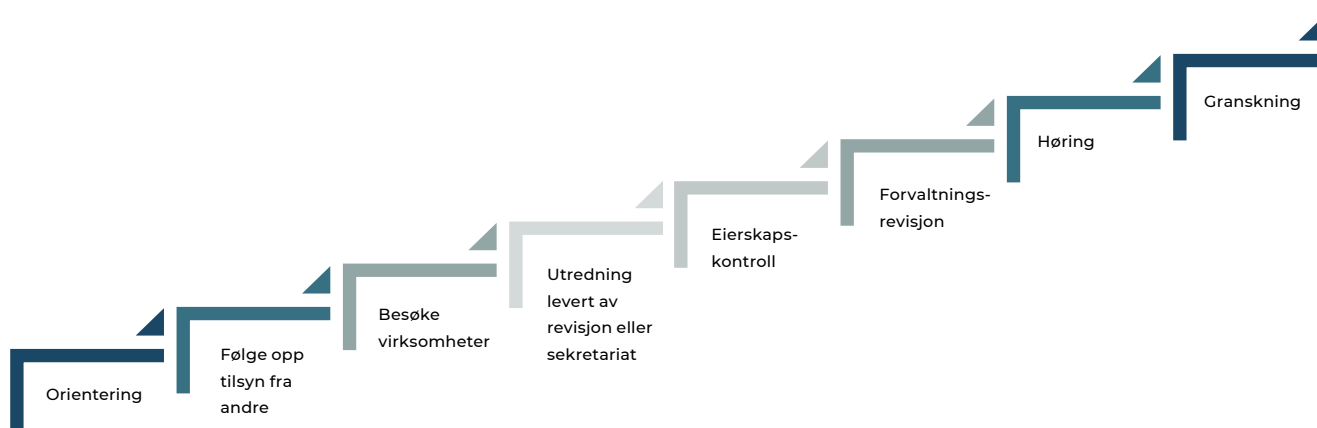 Orientering
Følge opp
tilsyn fra
andre
Besøke
virksomheter
Utredning
levert av
revisjon eller
sekretariat
Eierskaps-
kontroll
Forvaltnings-
revisjon
Høring
Granskning